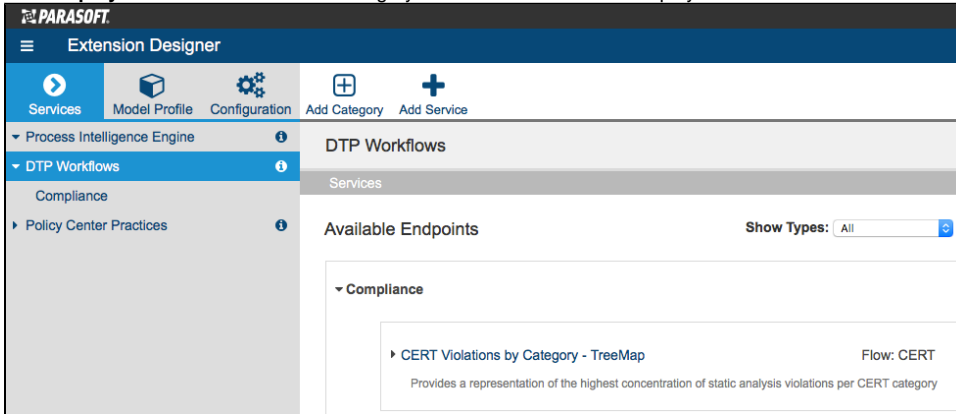 PARASOFT.
Extension Designer
Services Model Profile Configuration Add Category Add Service
Process Intelligence Engine
DTP Workflows
DTP Workflows
Services
Compliance
Policy Center Practices
Available Endpoints Show Types: All
Compliance
CERT Violations by Category - TreeMap Flow: CERT
Provides a representation of the highest concentration of static analysis violations per CERT category